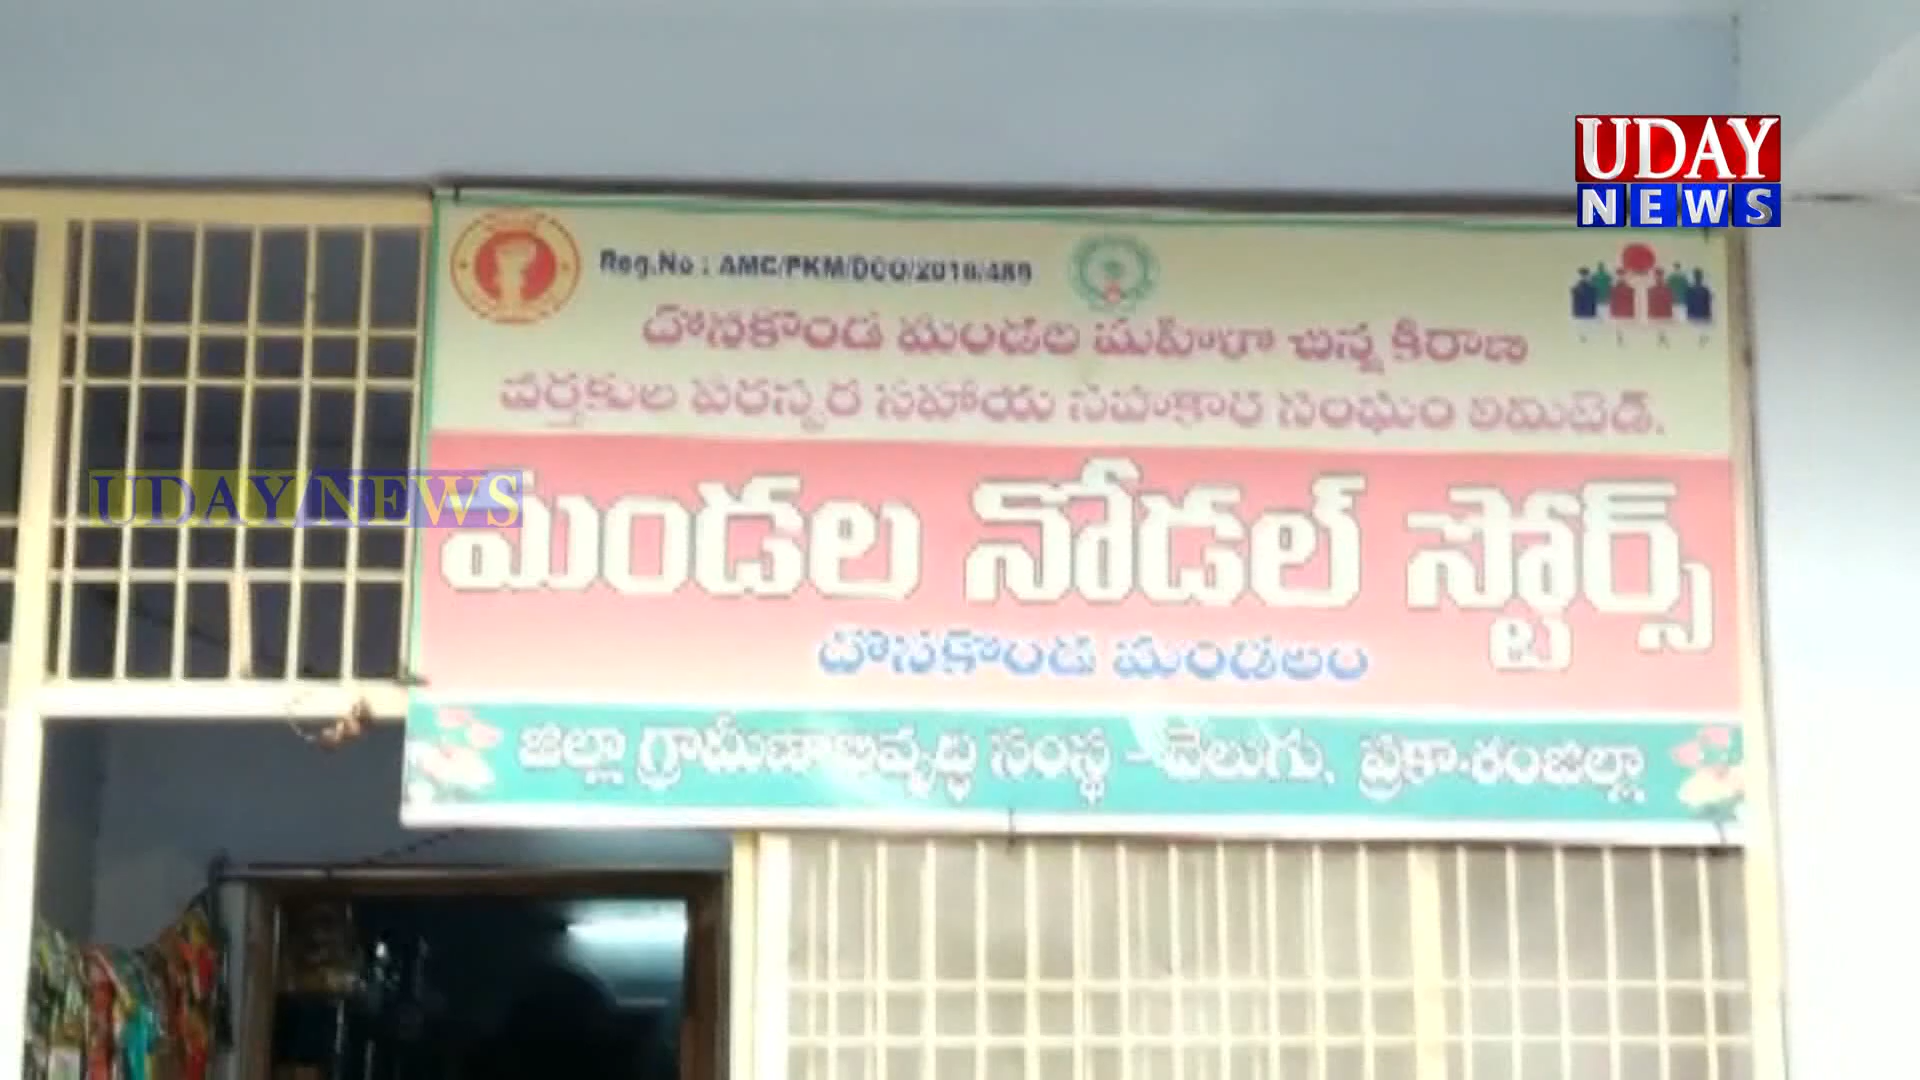 UDAY
NEWS
Reg.No : AMC/PKM/DCO/2018/489
దొనకొండ మండల మహిళా చిన్న కిరాణ
వర్తకుల పరస్పర సహాయ సహకార సంఘం లిమిటెడ్.
UDAY NEWS
మండల నోడల్ స్టోర్స్
దొనకొండ మండలం
జిల్లా గ్రామీణాభివృద్ధి సంస్థ - వెలుగు, ప్రకాశంజిల్లా